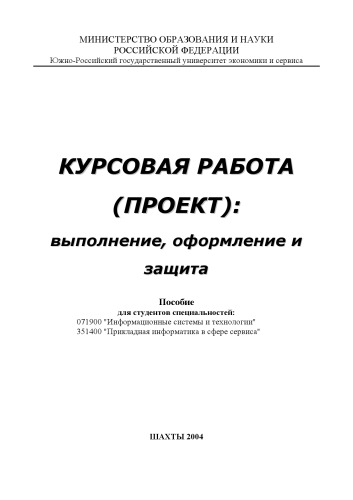 МИНИСТЕРСТВО ОБРАЗОВАНИЯ И НАУКИ
РОССИЙСКОЙ ФЕДЕРАЦИИ
Южно-Российский государственный университет экономики и сервиса
КУРСОВАЯ РАБОТА
(ПРОЕКТ):
выполнение, оформление и
защита
Пособие
для студентов специальностей:
071900 "Информационные системы и технологии"
351400 "Прикладная информатика в сфере сервиса"
ШАХТЫ 2004